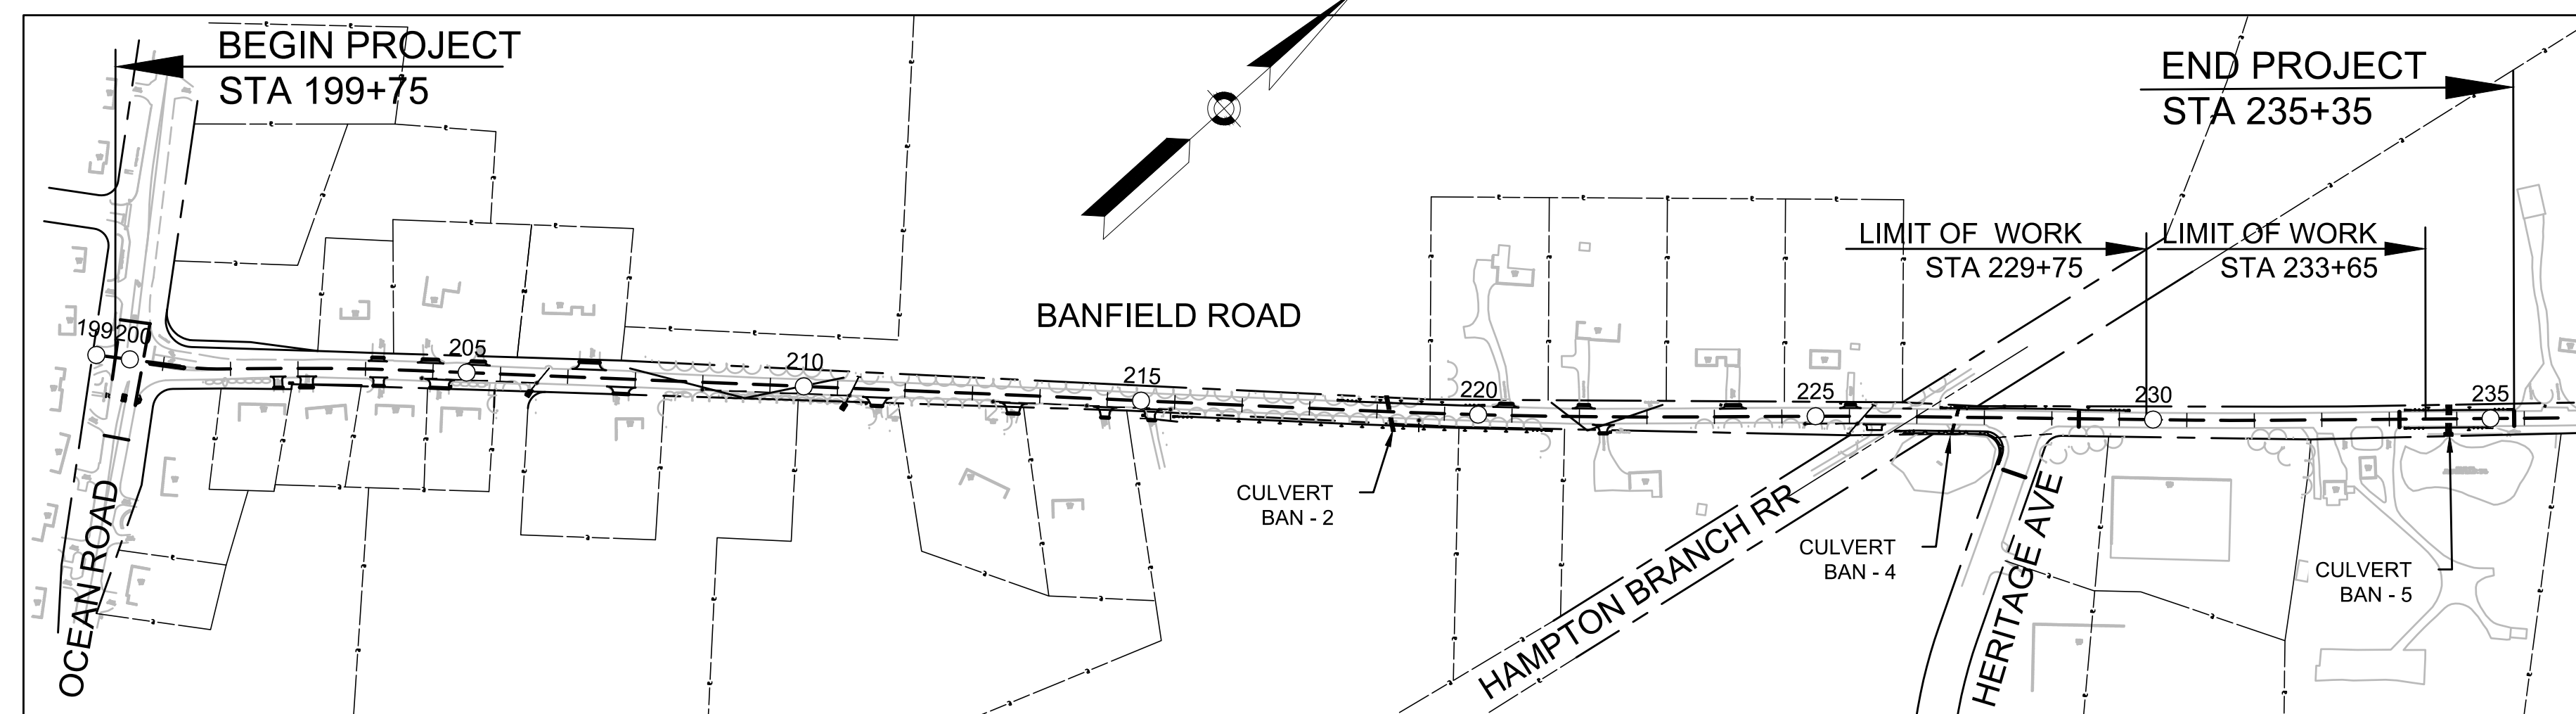 BEGIN PROJECT
STA 199+75
END PROJECT
STA 235+35
LIMIT OF WORK
STA 229+75
LIMIT OF WORK
STA 233+65
BANFIELD ROAD
199
200
205
210
215
220
225
230
235
CULVERT
BAN - 2
CULVERT
BAN - 4
CULVERT
BAN - 5
OCEAN ROAD
HAMPTON BRANCH RR
HERITAGE AVE